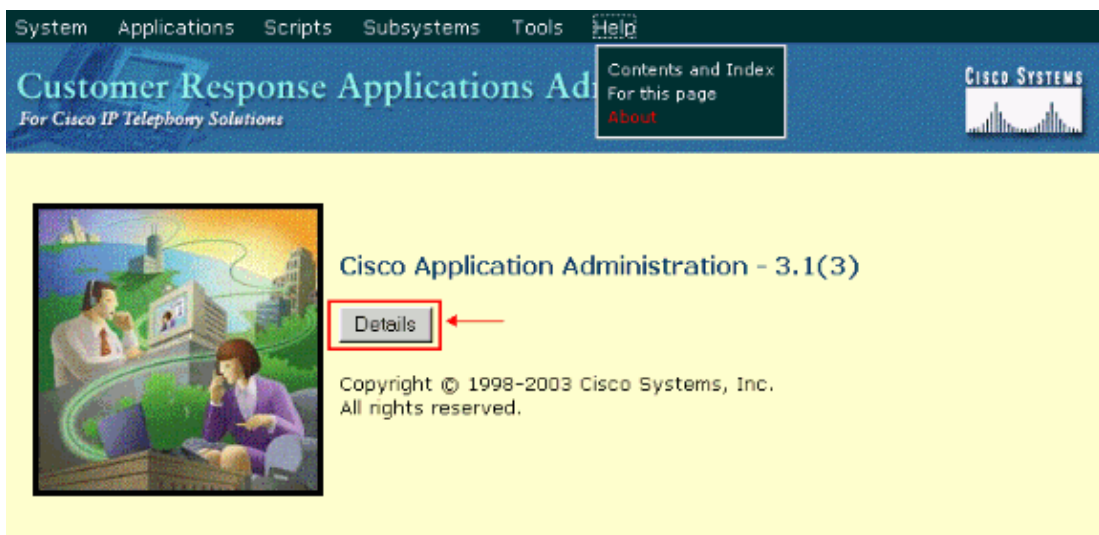 System Applications Scripts Subsystems Tools Help
Customer Response Applications Ad
For Cisco IP Telephony Solutions
Contents and Index
For this page
About
CISCO SYSTEMS
Cisco Application Administration - 3.1(3)
Details
Copyright © 1998-2003 Cisco Systems, Inc.
All rights reserved.